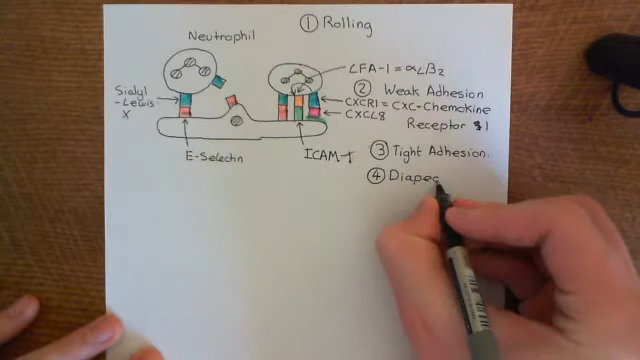 ① Rolling
Neutrophil
LFA-1 = αLβ2
② Weak Adhesion
Sialyl
-Lewis
X
CXCR1 = CXC-Chemokine
Receptor 1
CXCL8
E-Selectin
ICAM-1
③ Tight Adhesion.
④ Diapec